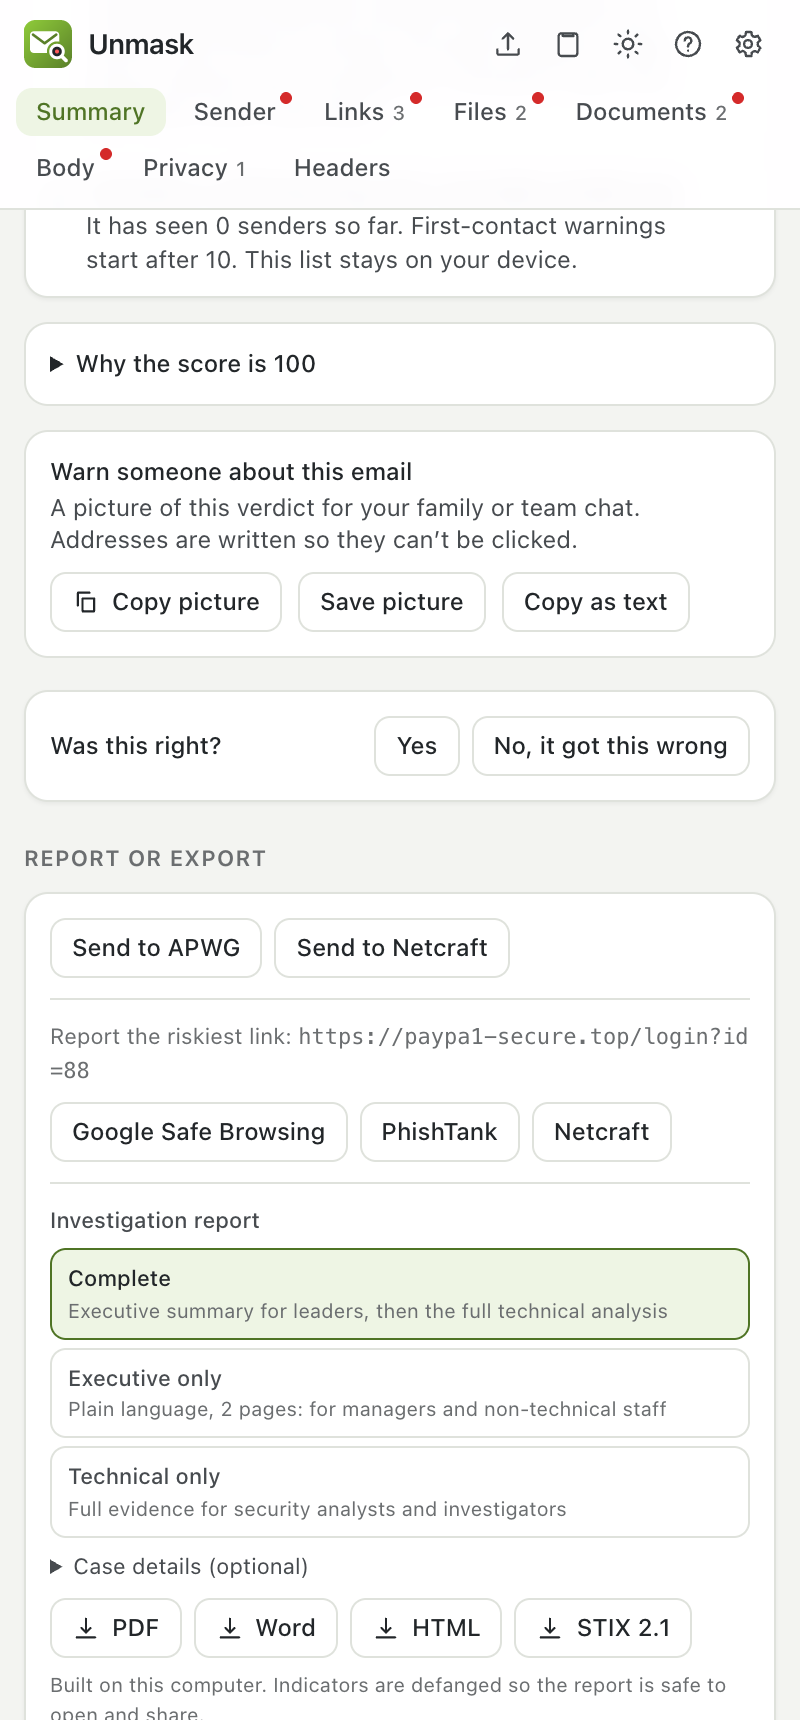 Unmask
Summary Sender Links 3 Files 2 Documents 2
Body Privacy 1 Headers
It has seen 0 senders so far. First-contact warnings
start after 10. This list stays on your device.
Why the score is 100
Warn someone about this email
A picture of this verdict for your family or team chat.
Addresses are written so they can’t be clicked.
Copy picture Save picture Copy as text
Was this right? Yes No, it got this wrong
REPORT OR EXPORT
Send to APWG Send to Netcraft
Report the riskiest link: https://paypa1-secure.top/login?id
=88
Google Safe Browsing PhishTank Netcraft
Investigation report
Complete
Executive summary for leaders, then the full technical analysis
Executive only
Plain language, 2 pages: for managers and non-technical staff
Technical only
Full evidence for security analysts and investigators
Case details (optional)
PDF Word HTML STIX 2.1
Built on this computer. Indicators are defanged so the report is safe to
open and share.